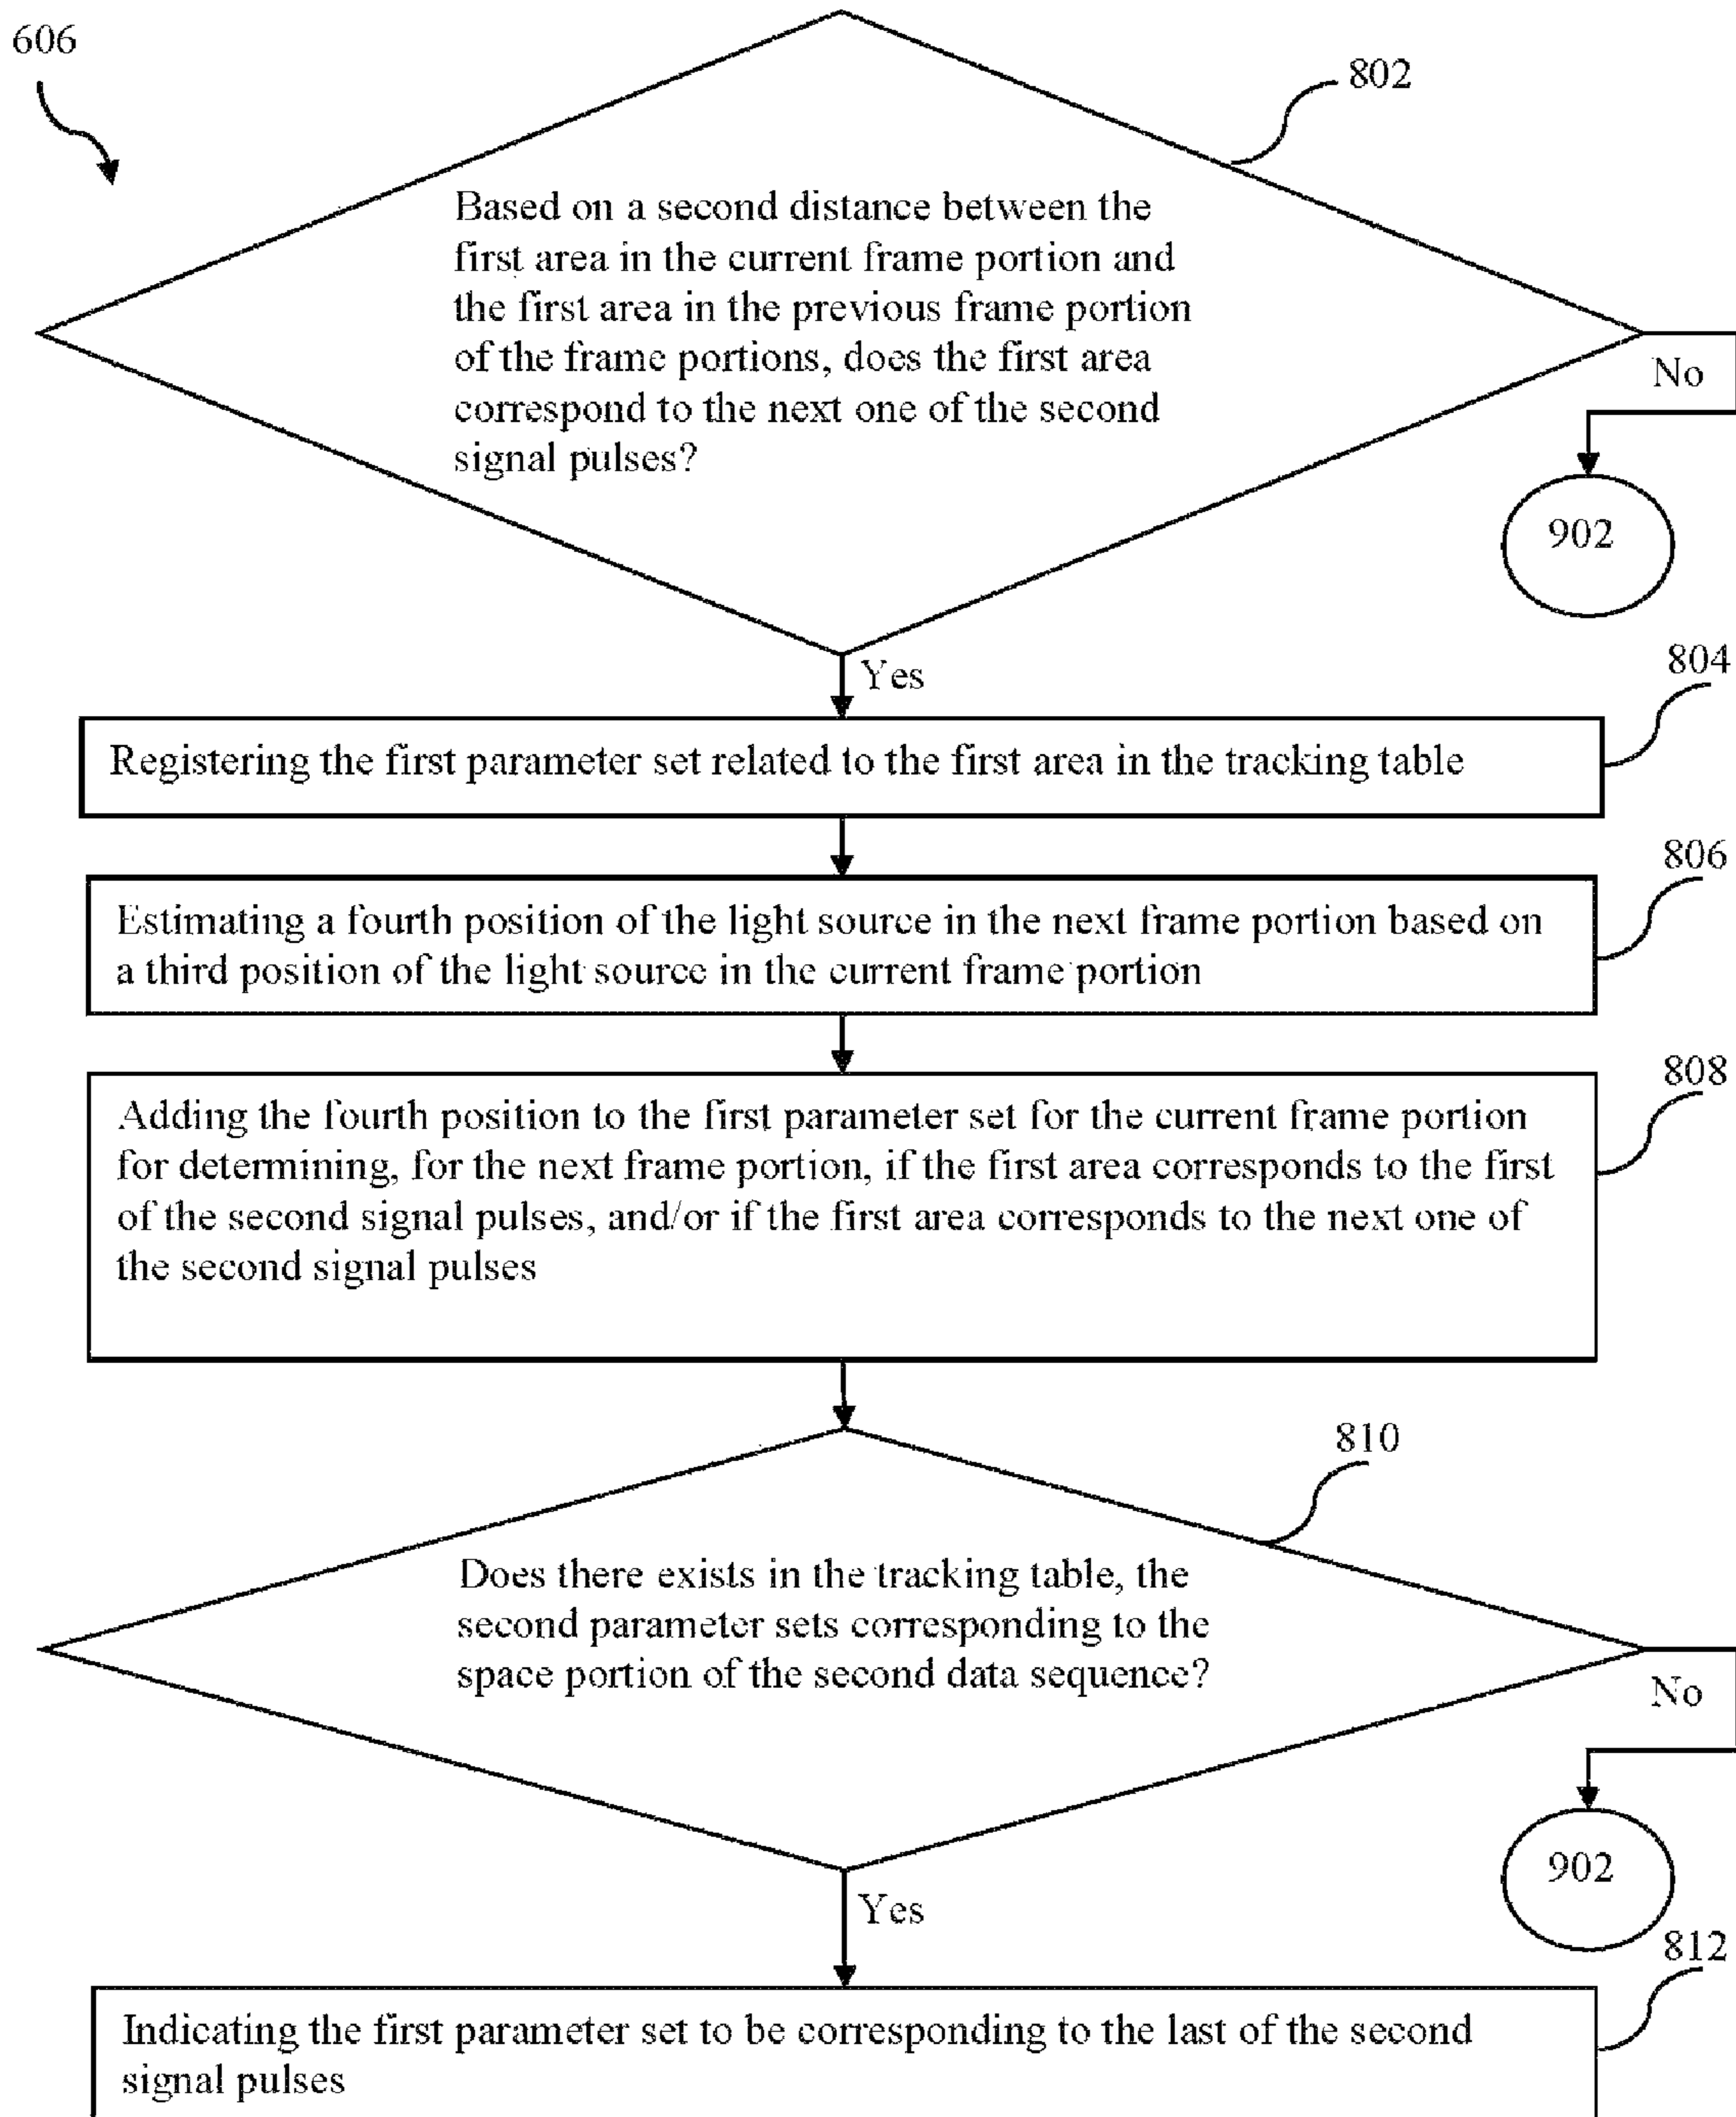 606
802
Based on a second distance between the
first area in the current frame portion and
the first area in the previous frame portion
of the frame portions, does the first area
correspond to the next one of the second
signal pulses?
No
902
Yes
804
Registering the first parameter set related to the first area in the tracking table
806
Estimating a fourth position of the light source in the next frame portion based on
a third position of the light source in the current frame portion
808
Adding the fourth position to the first parameter set for the current frame portion
for determining, for the next frame portion, if the first area corresponds to the first
of the second signal pulses, and/or if the first area corresponds to the next one of
the second signal pulses
810
Does there exists in the tracking table, the
second parameter sets corresponding to the
space portion of the second data sequence?
No
902
Yes
812
Indicating the first parameter set to be corresponding to the last of the second
signal pulses